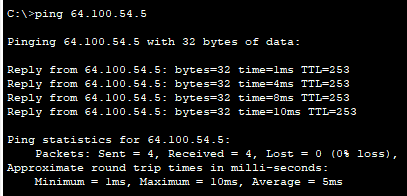 C:\>ping 64.100.54.5
Pinging 64.100.54.5 with 32 bytes of data:
Reply from 64.100.54.5: bytes=32 time=1ms TTL=253
Reply from 64.100.54.5: bytes=32 time=4ms TTL=253
Reply from 64.100.54.5: bytes=32 time=8ms TTL=253
Reply from 64.100.54.5: bytes=32 time=10ms TTL=253
Ping statistics for 64.100.54.5:
Packets: Sent = 4, Received = 4, Lost = 0 (0% loss),
Approximate round trip times in milli-seconds:
Minimum = 1ms, Maximum = 10ms, Average = 5ms